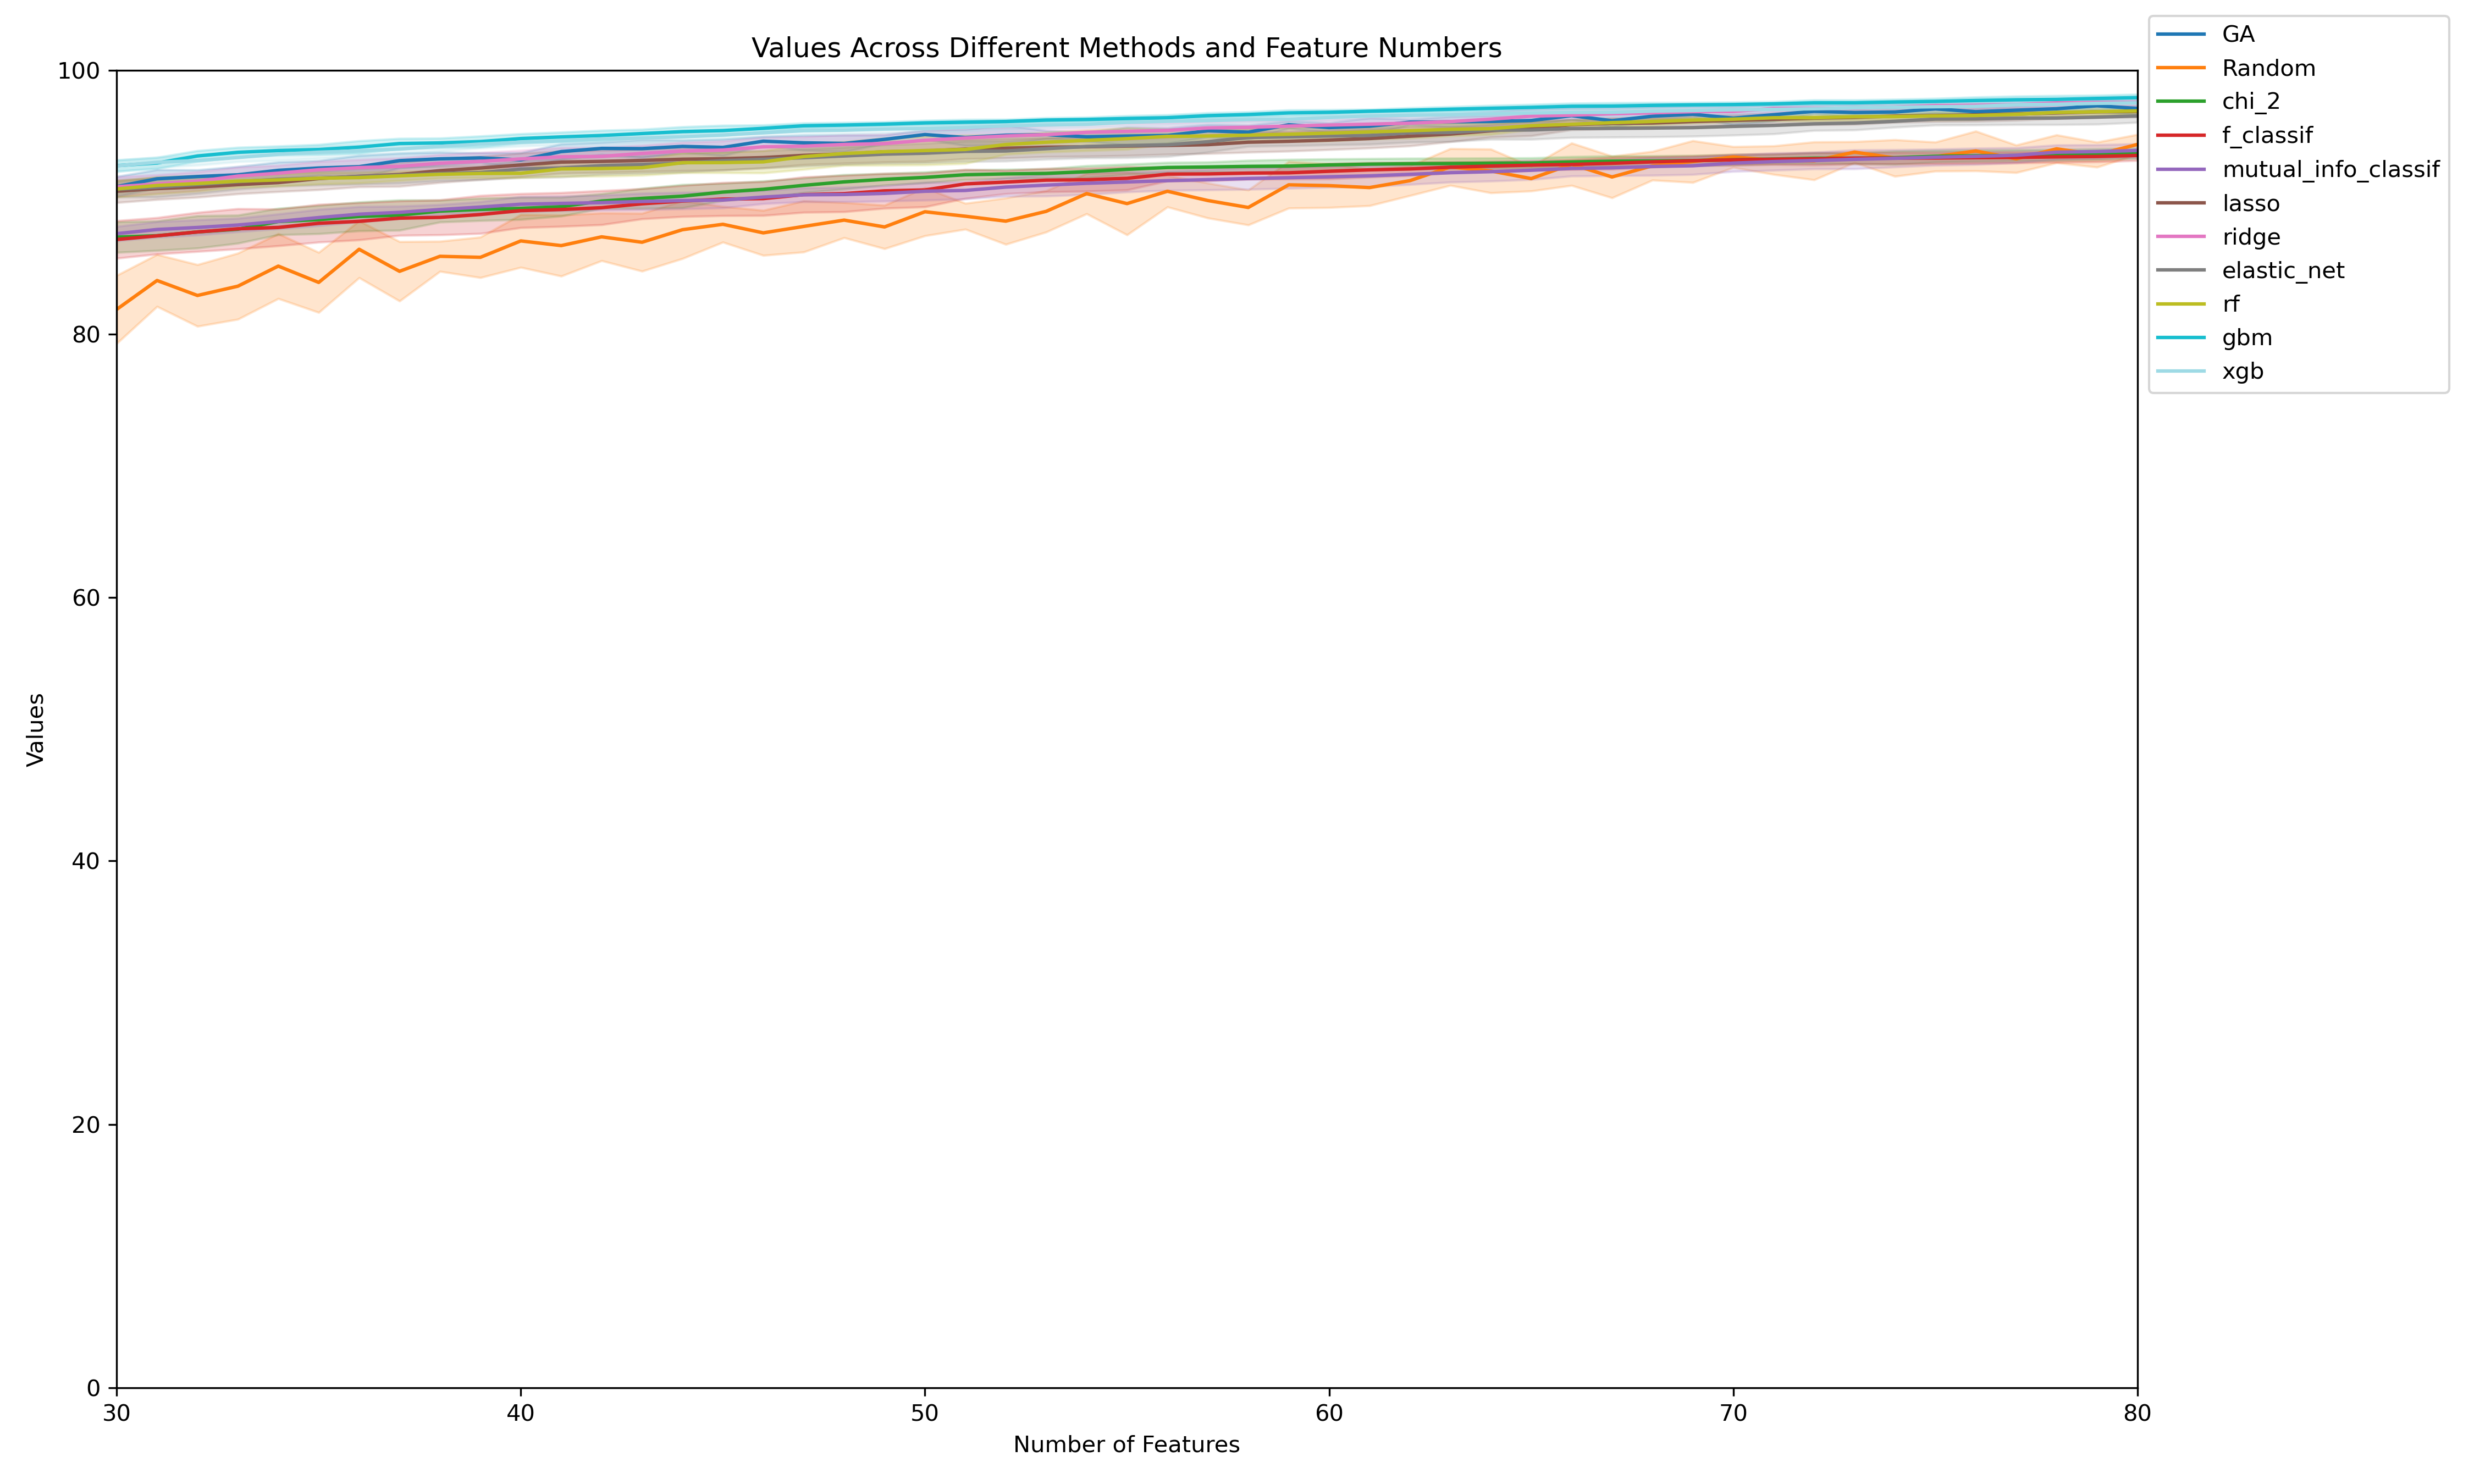 Values Across Different Methods and Feature Numbers
GA
Random
chi_2
f_classif
mutual_info_classif
lasso
ridge
elastic_net
rf
gbm
xgb
100
80
60
40
20
0
Values
30 40 50 60 70 80
Number of Features